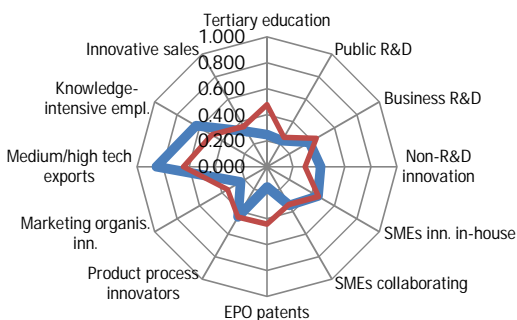 Tertiary education
1.000
0.800
0.600
0.400
0.200
0.000
Public R&D
Business R&D
Non-R&D
innovation
SMEs inn. in-house
SMEs collaborating
EPO patents
Product process
innovators
Marketing organis.
inn.
Medium/high tech
exports
Knowledge-
intensive empl.
Innovative sales